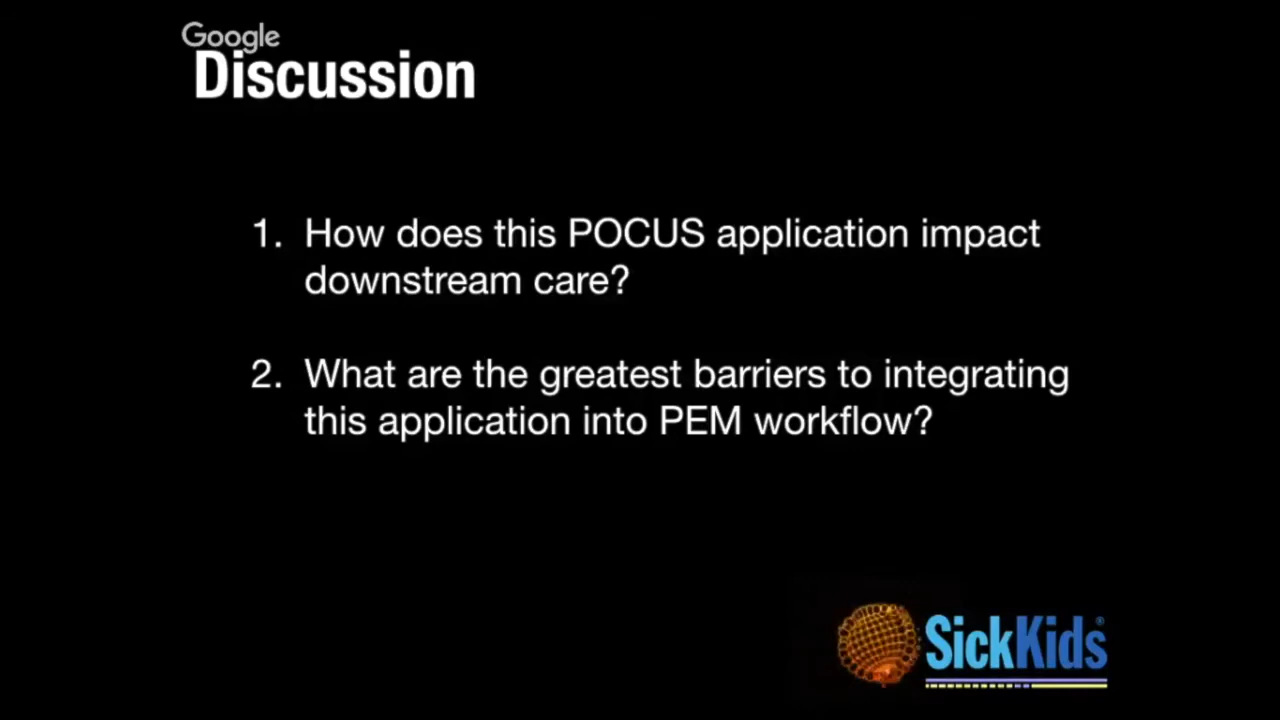 Google
Discussion
1. How does this POCUS application impact
downstream care?
2. What are the greatest barriers to integrating
this application into PEM workflow?
SickKids®